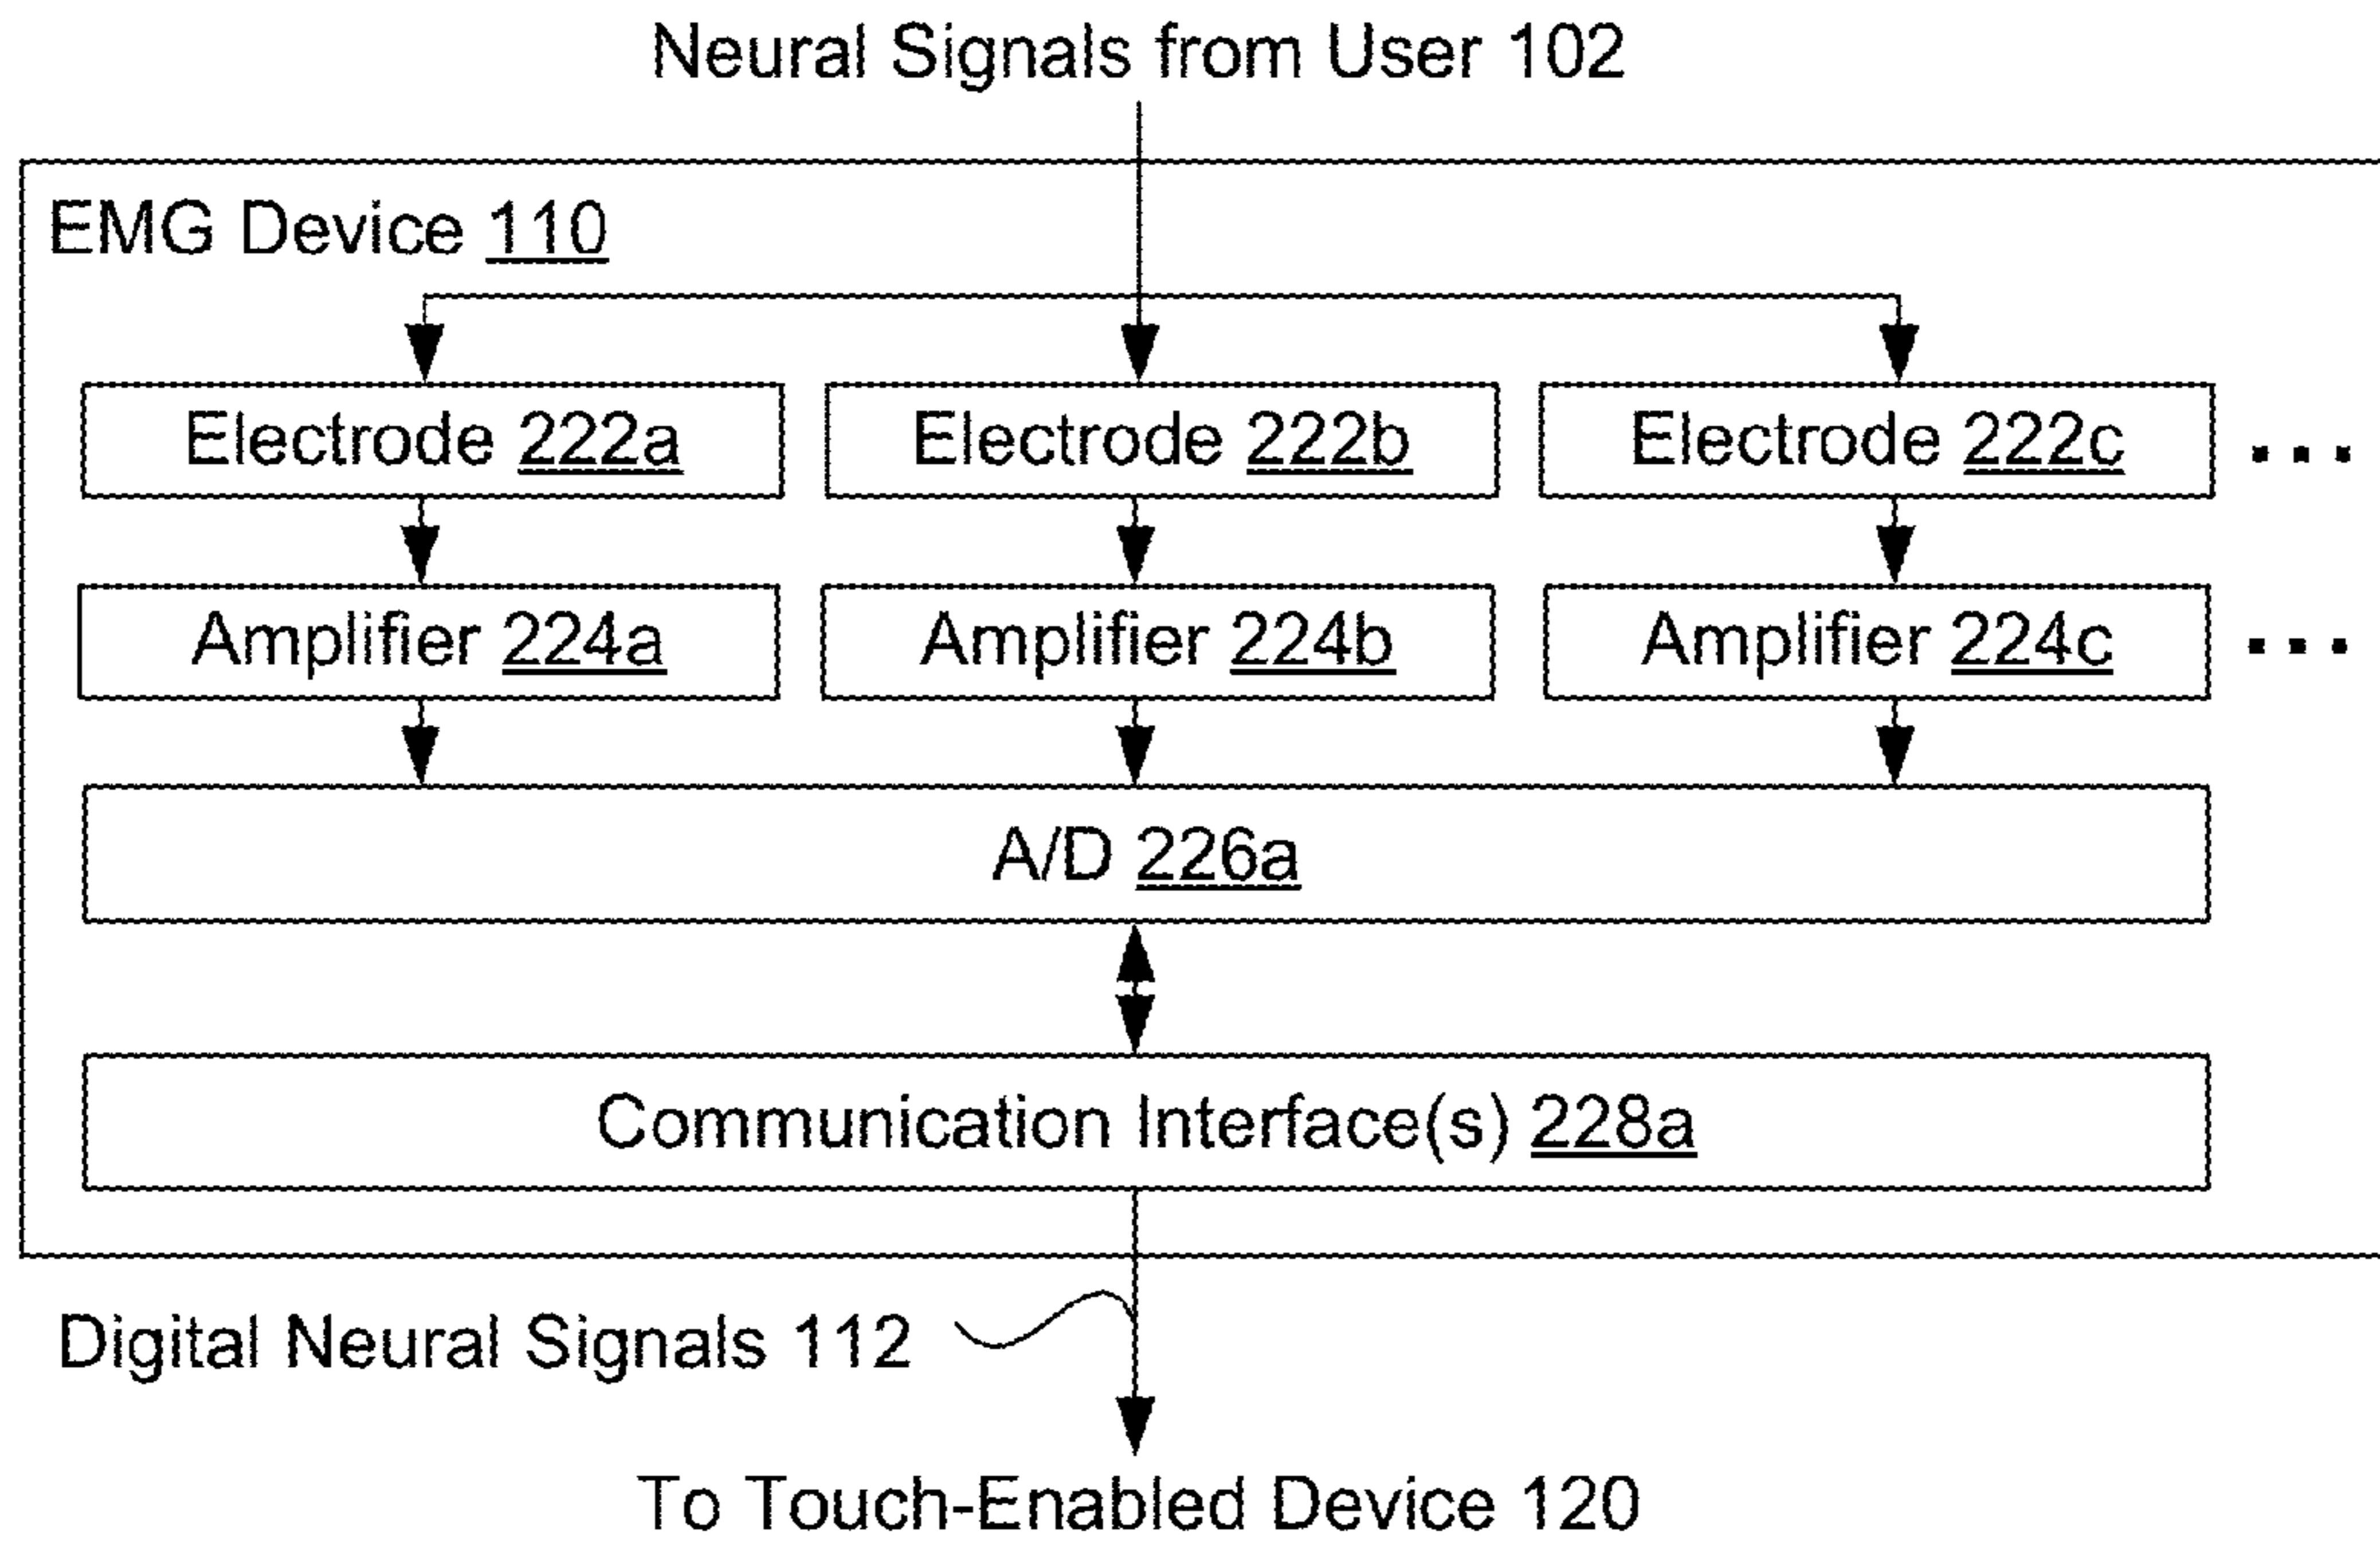 Neural Signals from User 102
EMG Device 110
Electrode 222a Electrode 222b Electrode 222c ...
Amplifier 224a Amplifier 224b Amplifier 224c ...
A/D 226a
Communication Interface(s) 228a
Digital Neural Signals 112
To Touch-Enabled Device 120